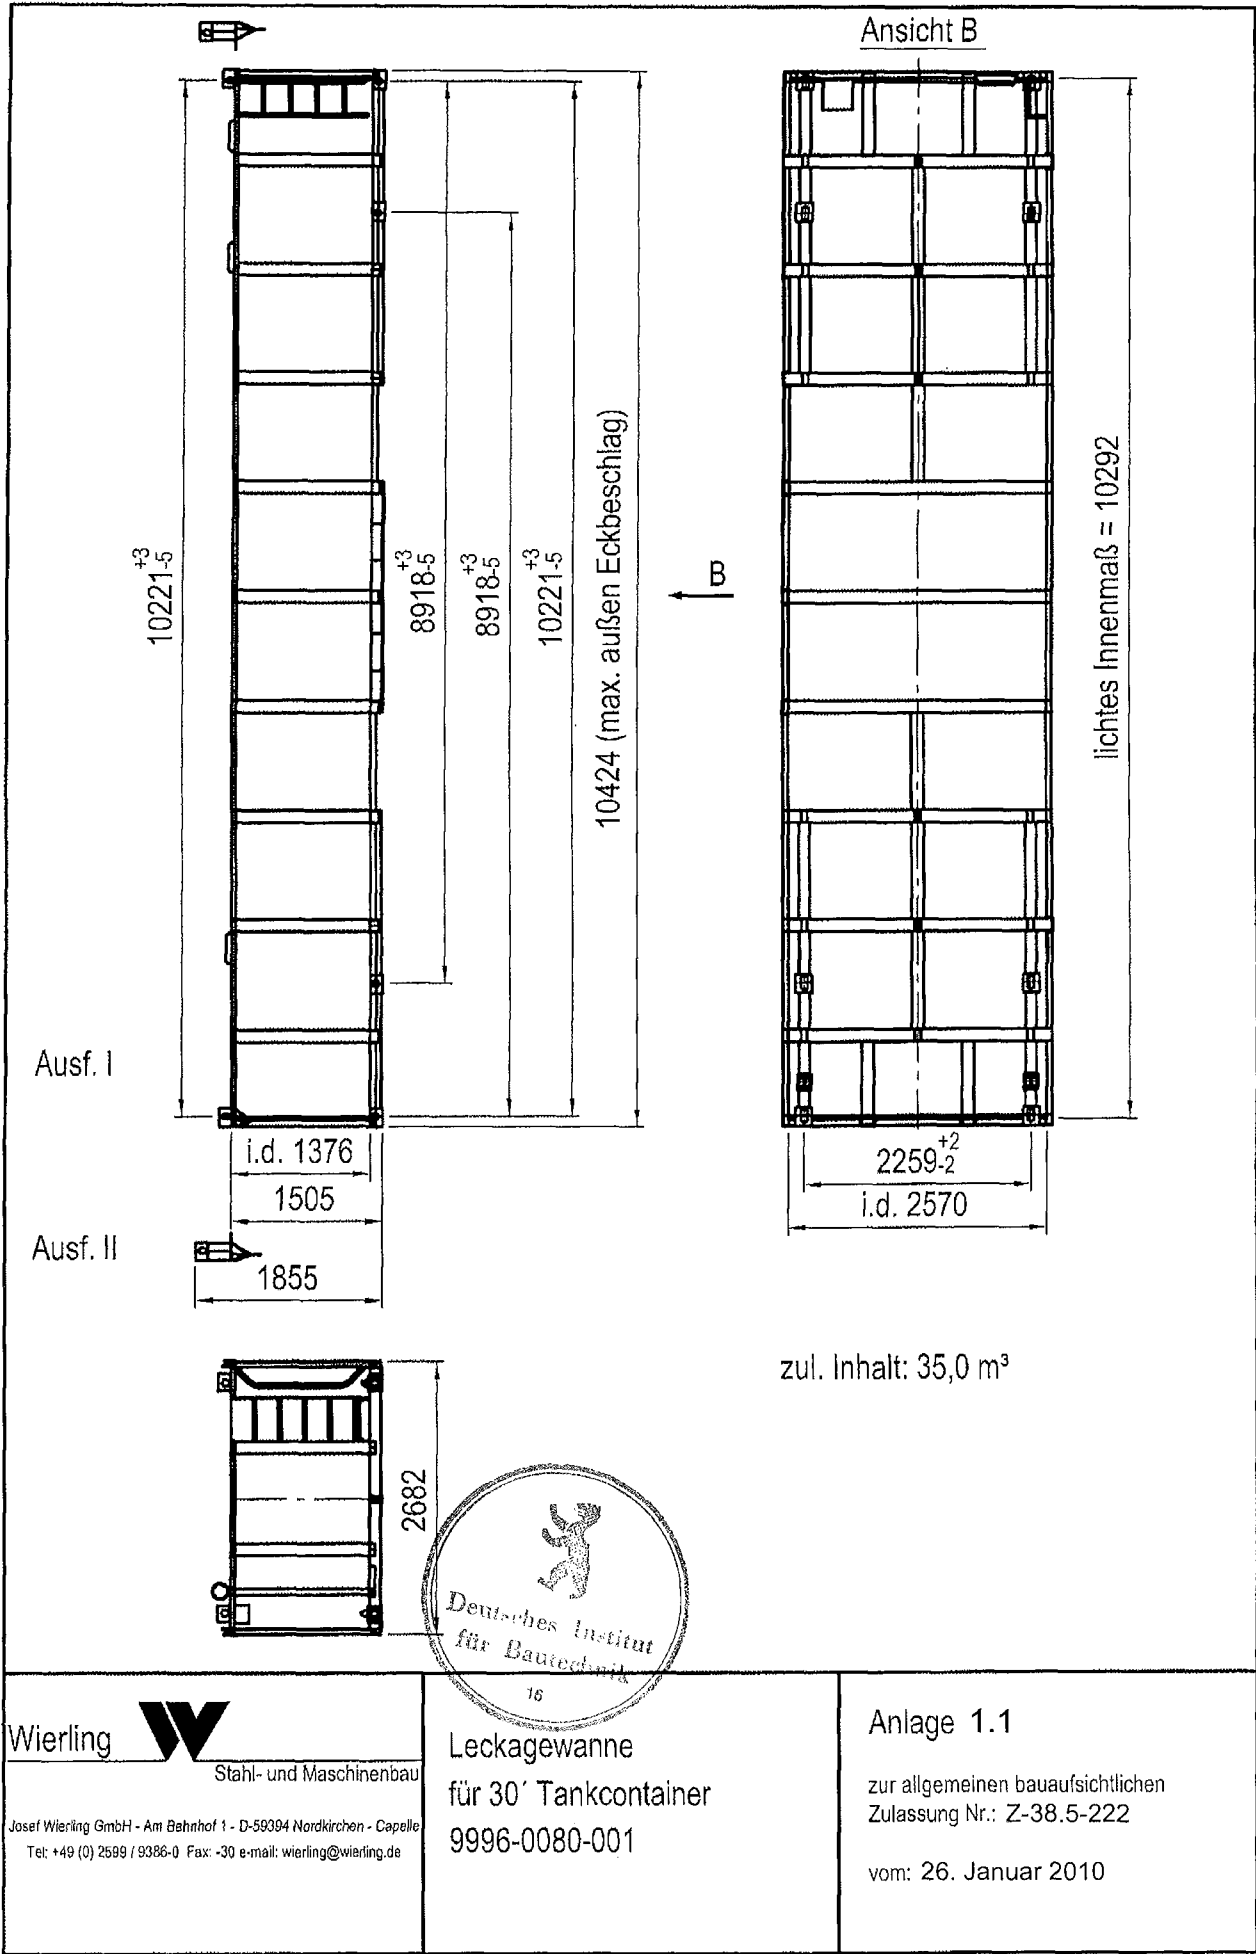 Ansicht B
10221 +3 -5
8918 +3 -5
8918 +3 -5
10221 +3 -5
10424 (max. außen Eckbeschlag)
B
lichtes Innenmaß = 10292
Ausf. I
i.d. 1376
1505
2259 +2 -2
i.d. 2570
Ausf. II
1855
zul. Inhalt: 35,0 m³
2682
Deutsches Institut
für Bautechnik
16
Wierling
Stahl- und Maschinenbau
Josef Wierling GmbH - Am Bahnhof 1 - D-59394 Nordkirchen - Capelle
Tel: +49 (0) 2599 / 9386-0 Fax: -30 e-mail: wierling@wierling.de
Leckagewanne
für 30´ Tankcontainer
9996-0080-001
Anlage 1.1
zur allgemeinen bauaufsichtlichen
Zulassung Nr.: Z-38.5-222
vom: 26. Januar 2010